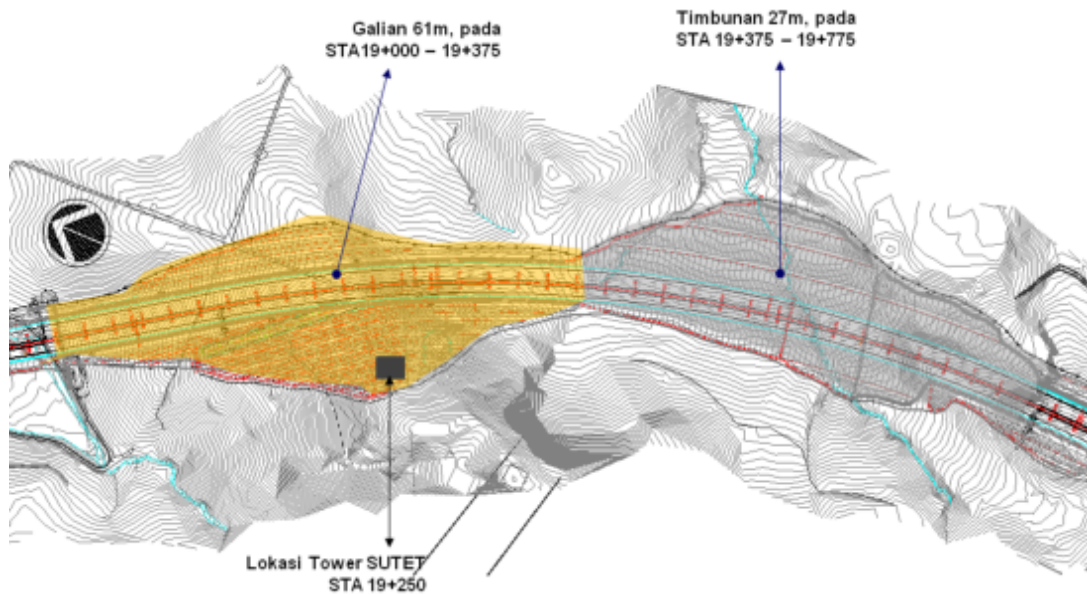 Galian 61m, pada
STA19+000 – 19+375
Timbunan 27m, pada
STA 19+375 – 19+775
Lokasi Tower SUTET
STA 19+250